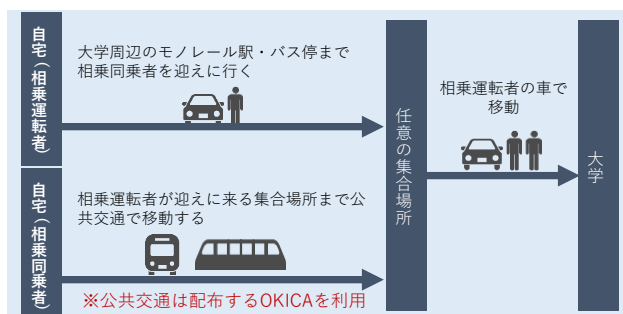 自宅（相乗運転者）
大学周辺のモノレール駅・バス停まで
相乗同乗者を迎えに行く
自宅（相乗同乗者）
相乗運転者が迎えに来る集合場所まで公
共交通で移動する
※公共交通は配布するOKICAを利用
任意の集合場所
相乗運転者の車で
移動
大学